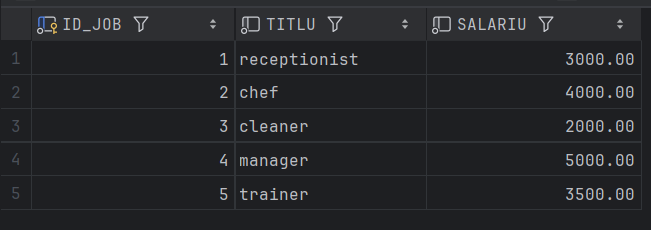 ID_JOB TITLU SALARIU
1 1 receptionist 3000.00
2 2 chef 4000.00
3 3 cleaner 2000.00
4 4 manager 5000.00
5 5 trainer 3500.00